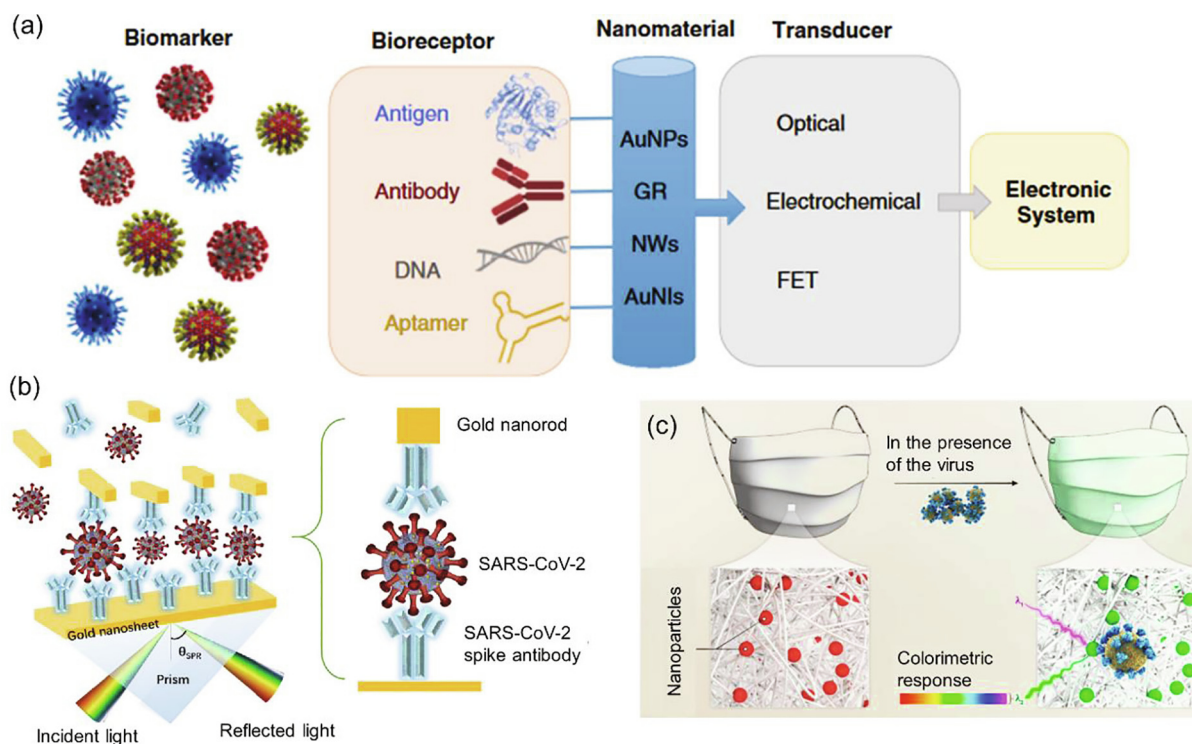 (a)
Biomarker
Bioreceptor
Nanomaterial
Transducer
Antigen
Antibody
DNA
Aptamer
AuNPs
GR
NWs
AuNIs
Optical
Electrochemical
FET
Electronic
System
(b)
Gold nanosheet
θSPR
Prism
Incident light
Reflected light
Gold nanorod
SARS-CoV-2
SARS-CoV-2
spike antibody
(c)
In the presence
of the virus
Nanoparticles
Colorimetric
response
λ1
λ2